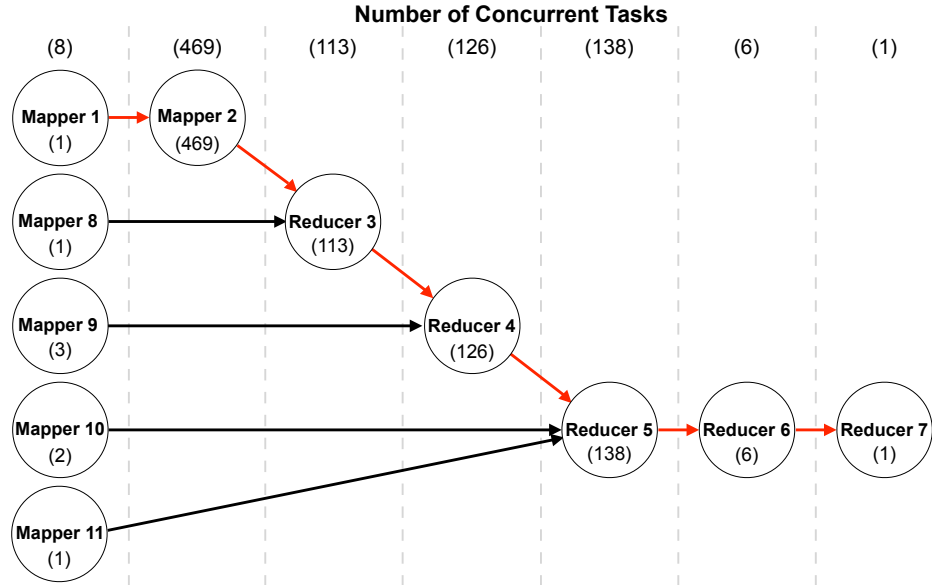 Number of Concurrent Tasks
(8) (469) (113) (126) (138) (6) (1)
Mapper 1
(1)
Mapper 2
(469)
Mapper 8
(1)
Reducer 3
(113)
Mapper 9
(3)
Reducer 4
(126)
Mapper 10
(2)
Reducer 5
(138)
Reducer 6
(6)
Reducer 7
(1)
Mapper 11
(1)